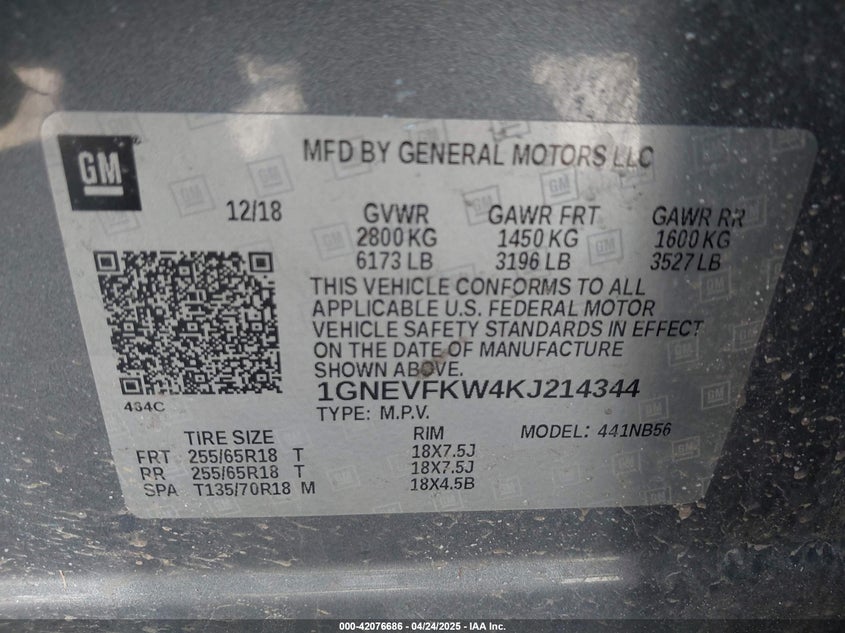 GM
MFD BY GENERAL MOTORS LLC
12/18 GVWR GAWR FRT GAWR RR
2800 KG 1450 KG 1600 KG
6173 LB 3196 LB 3527 LB
THIS VEHICLE CONFORMS TO ALL
APPLICABLE U.S. FEDERAL MOTOR
VEHICLE SAFETY STANDARDS IN EFFECT
ON THE DATE OF MANUFACTURE
SHOWN ABOVE.
464C
1GNEVFKW4KJ214344
TYPE: M.P.V.
TIRE SIZE RIM MODEL: 441NB56
FRT 255/65R18 T 18X7.5J
RR 255/65R18 T 18X7.5J
SPA T135/70R18 M 18X4.5B
000-42076686 - 04/24/2025 - IAA Inc.